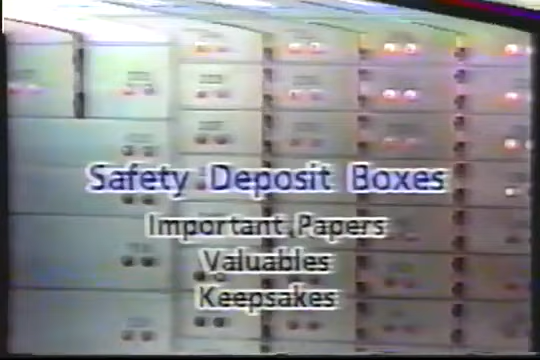 Safety Deposit Boxes
Important Papers
Valuables
Keepsakes